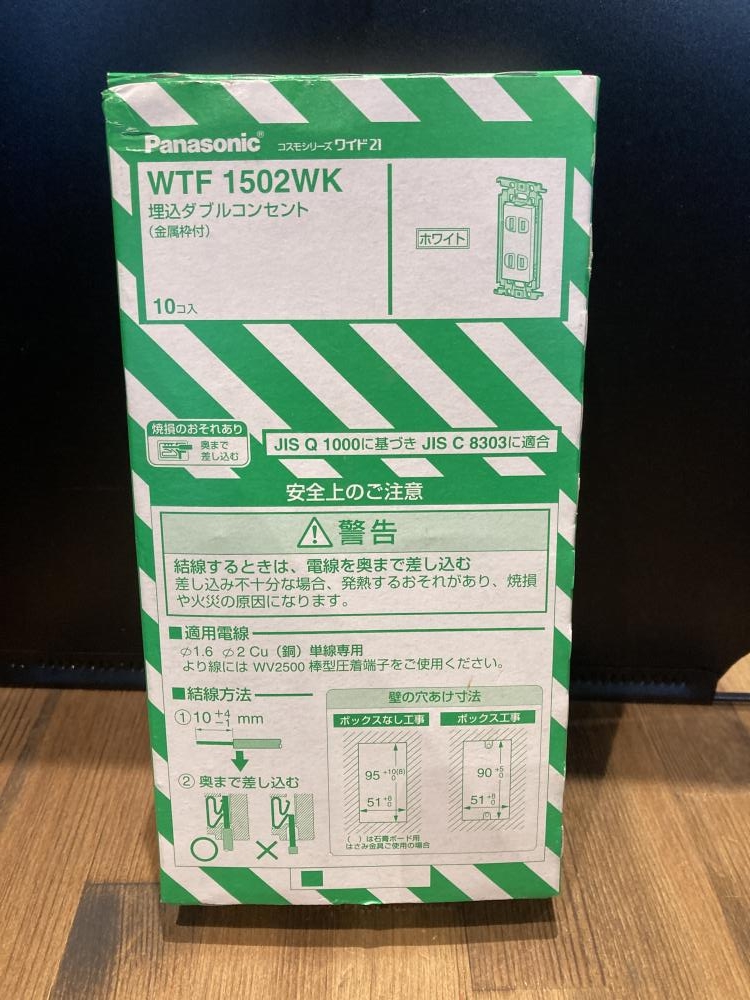 Panasonic® コスモシリーズ ワイド21
WTF 1502WK
埋込ダブルコンセント
(金属枠付)
ホワイト
10コ入
焼損のおそれあり
奥まで
差し込む
JIS Q 1000に基づき JIS C 8303に適合
安全上のご注意
警告
結線するときは、電線を奥まで差し込む
差し込み不十分な場合、発熱するおそれがあり、焼損
や火災の原因になります。
■適用電線
φ1.6 φ2 Cu(銅)単線専用
より線には WV2500 棒型圧着端子をご使用ください。
■結線方法
①10 +4 -1 mm
②奥まで差し込む
壁の穴あけ寸法
ボックスなし工事 ボックス工事
95 +10(8) 0
90 +5 0
51 +8 0
51 +8 0
( )は石膏ボード用
はさみ金具ご使用の場合